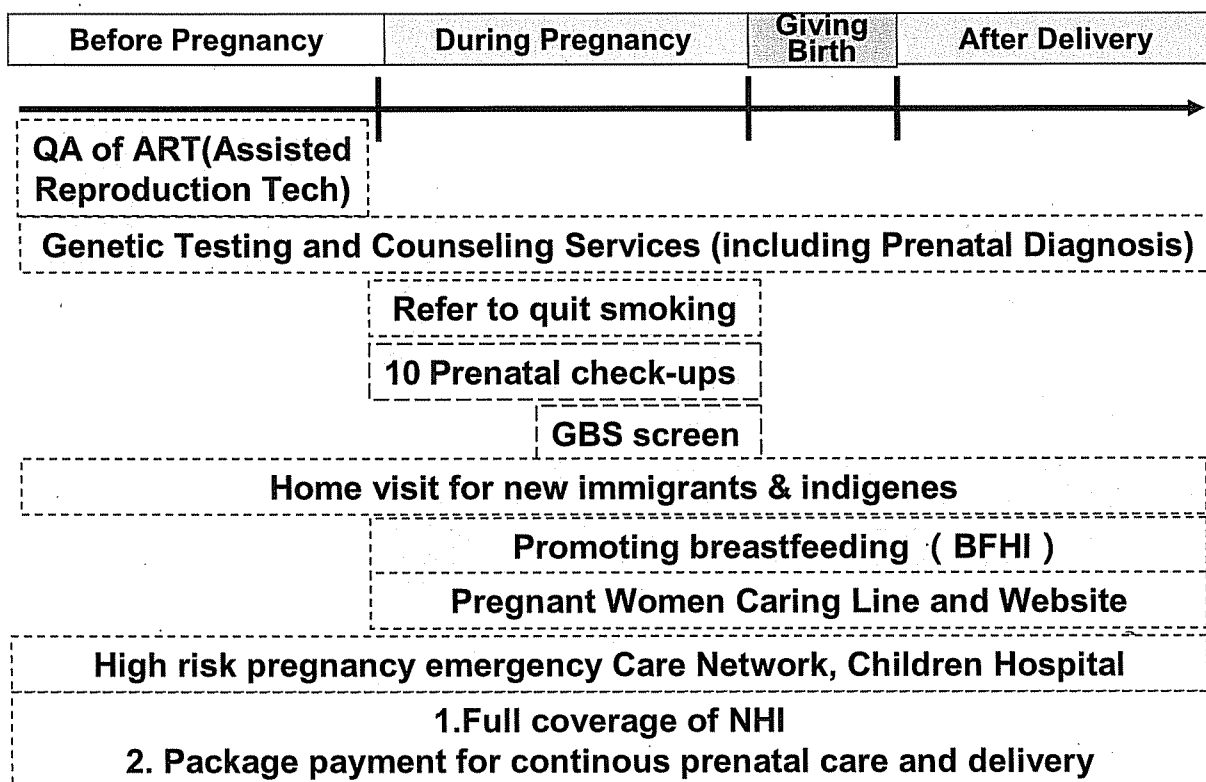 Before Pregnancy
During Pregnancy
Giving
Birth
After Delivery
QA of ART(Assisted
Reproduction Tech)
Genetic Testing and Counseling Services (including Prenatal Diagnosis)
Refer to quit smoking
10 Prenatal check-ups
GBS screen
Home visit for new immigrants & indigenes
Promoting breastfeeding ( BFHI )
Pregnant Women Caring Line and Website
High risk pregnancy emergency Care Network, Children Hospital
1.Full coverage of NHI
2. Package payment for continous prenatal care and delivery